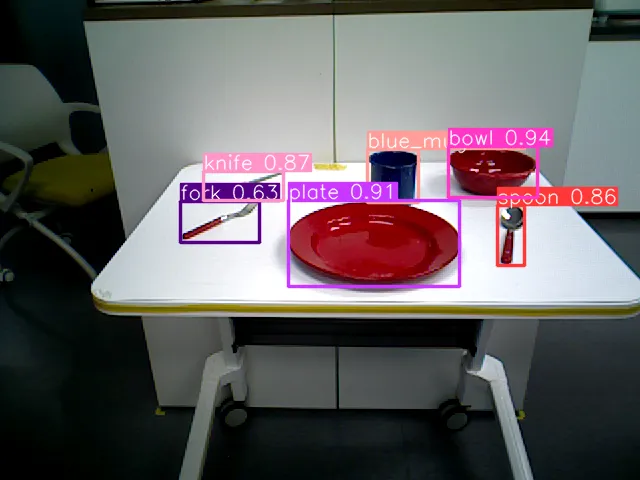 blue_mu
bowl 0.94
knife 0.87
fork 0.63
plate 0.91
spoon 0.86